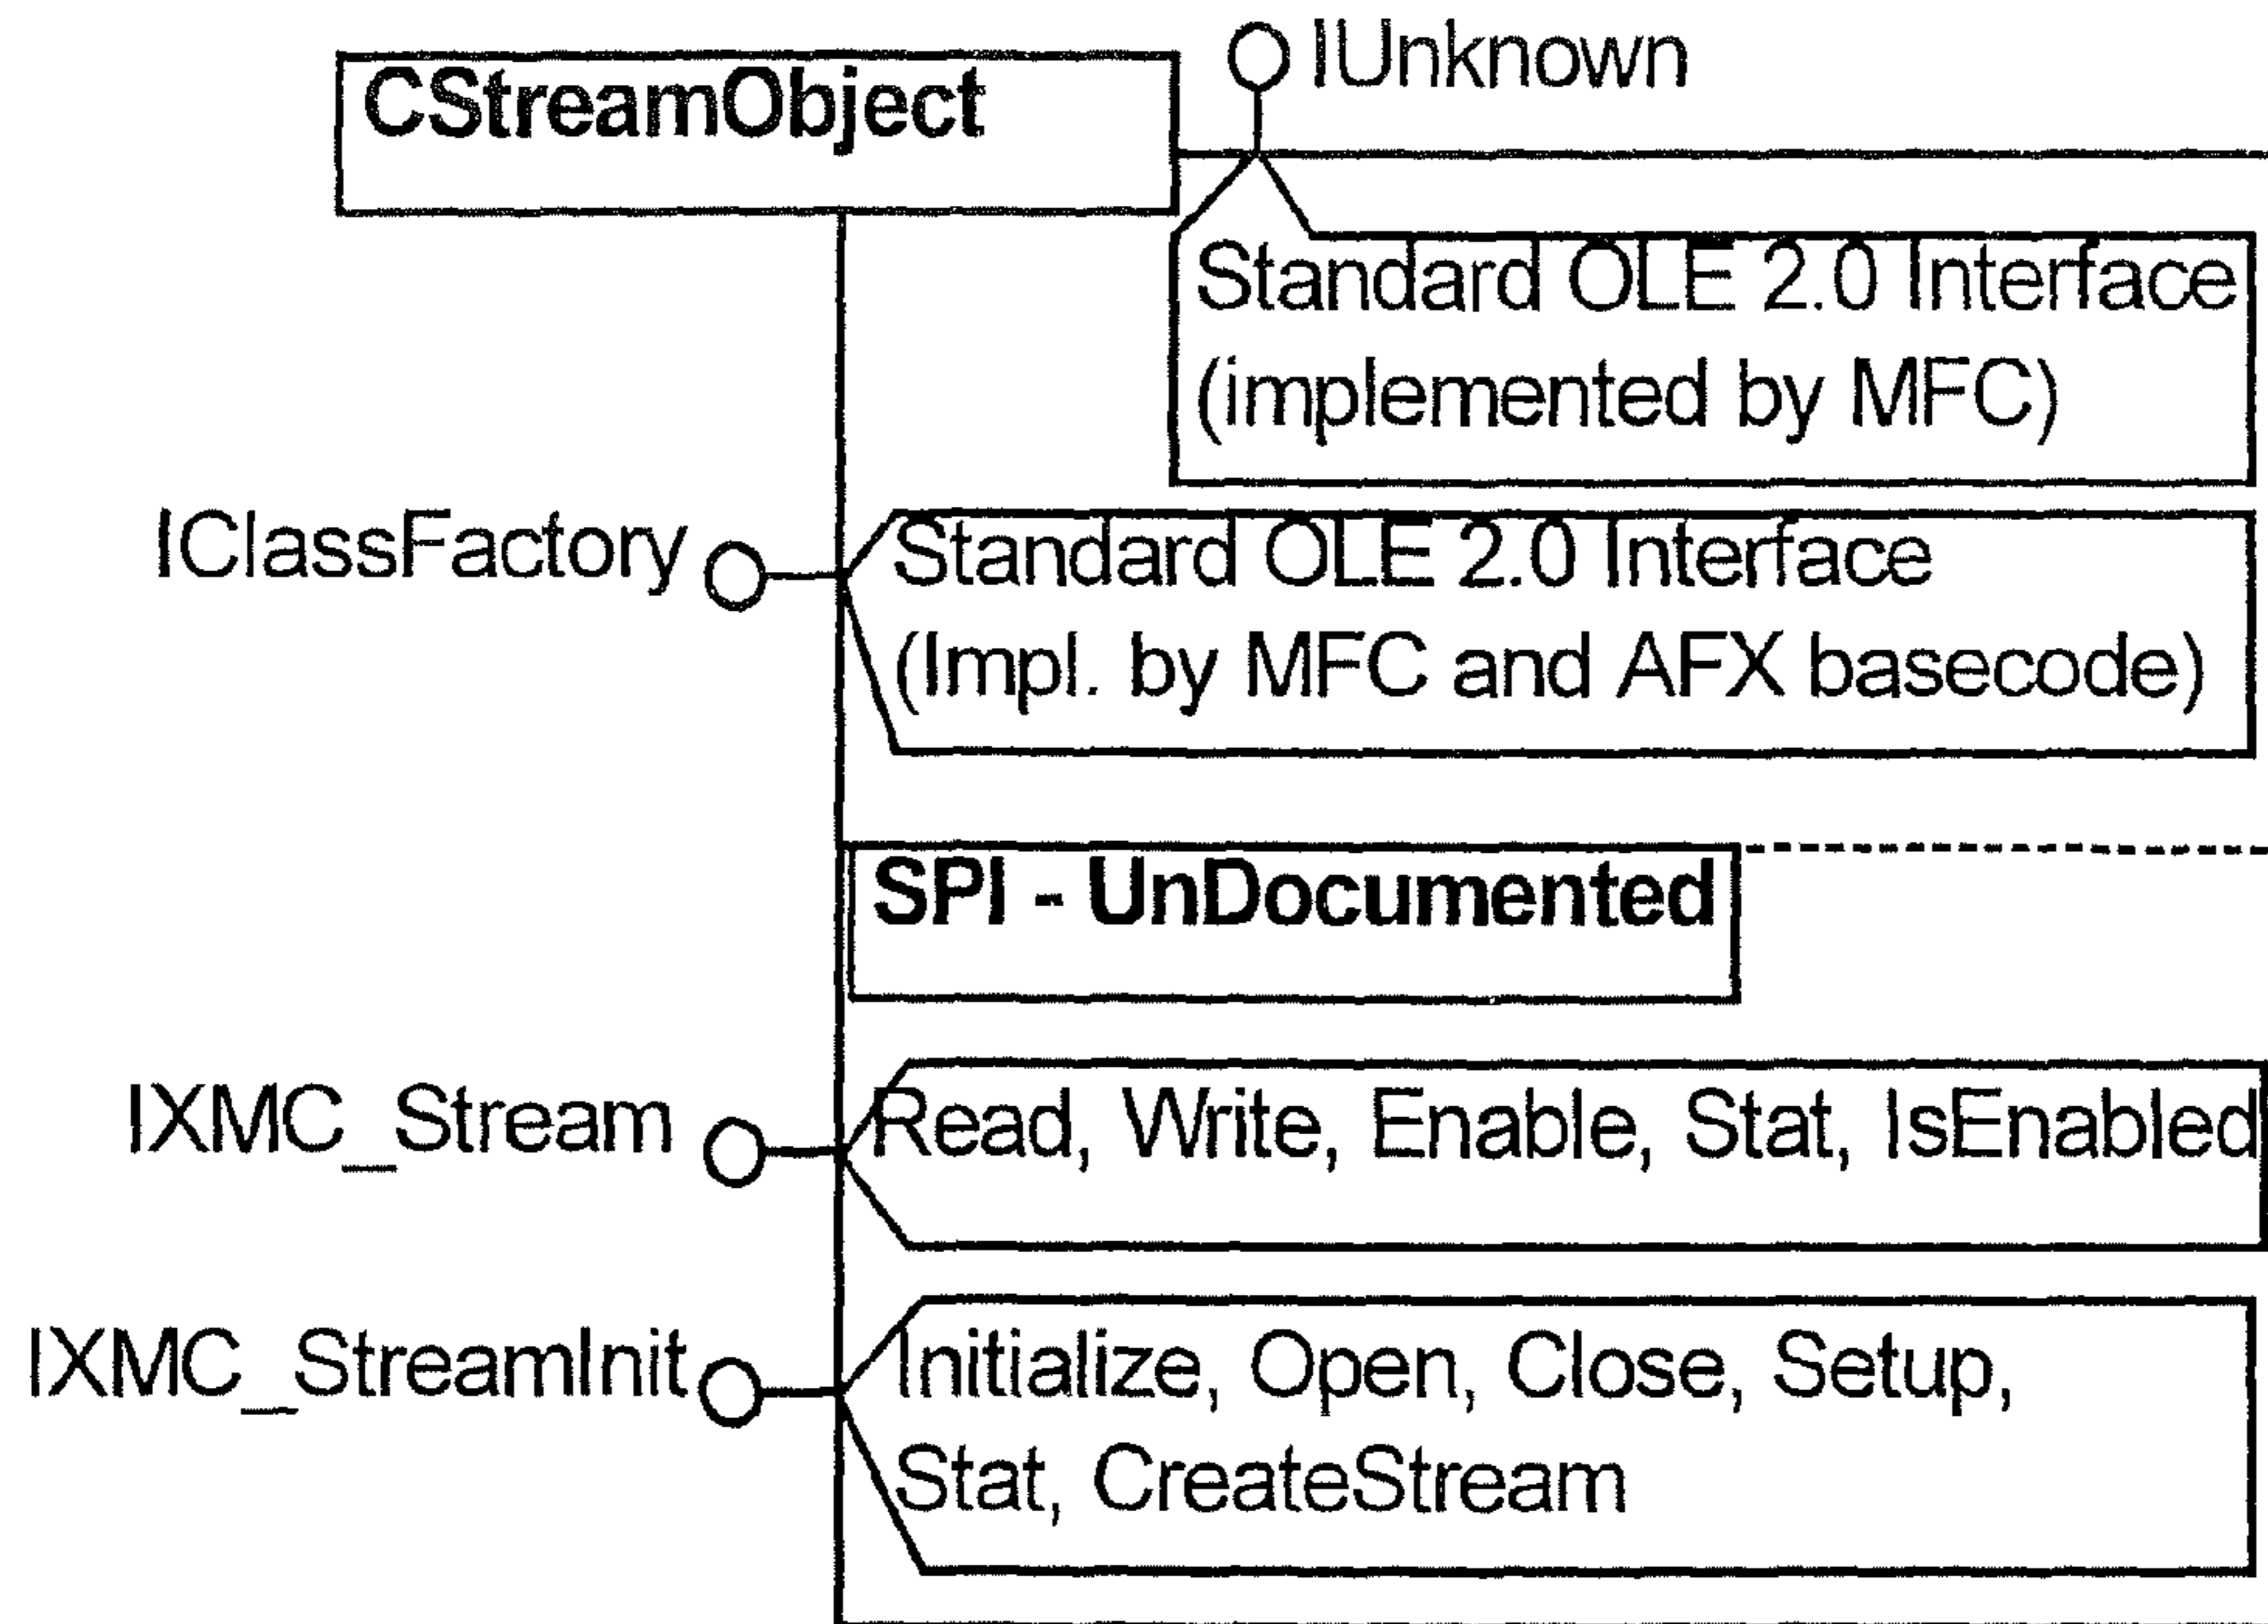 IUnknown
CStreamObject
Standard OLE 2.0 Interface
(implemented by MFC)
IClassFactory
Standard OLE 2.0 Interface
(Impl. by MFC and AFX basecode)
SPI - UnDocumented
IXMC_Stream
Read, Write, Enable, Stat, IsEnabled
IXMC_StreamInit
Initialize, Open, Close, Setup,
Stat, CreateStream